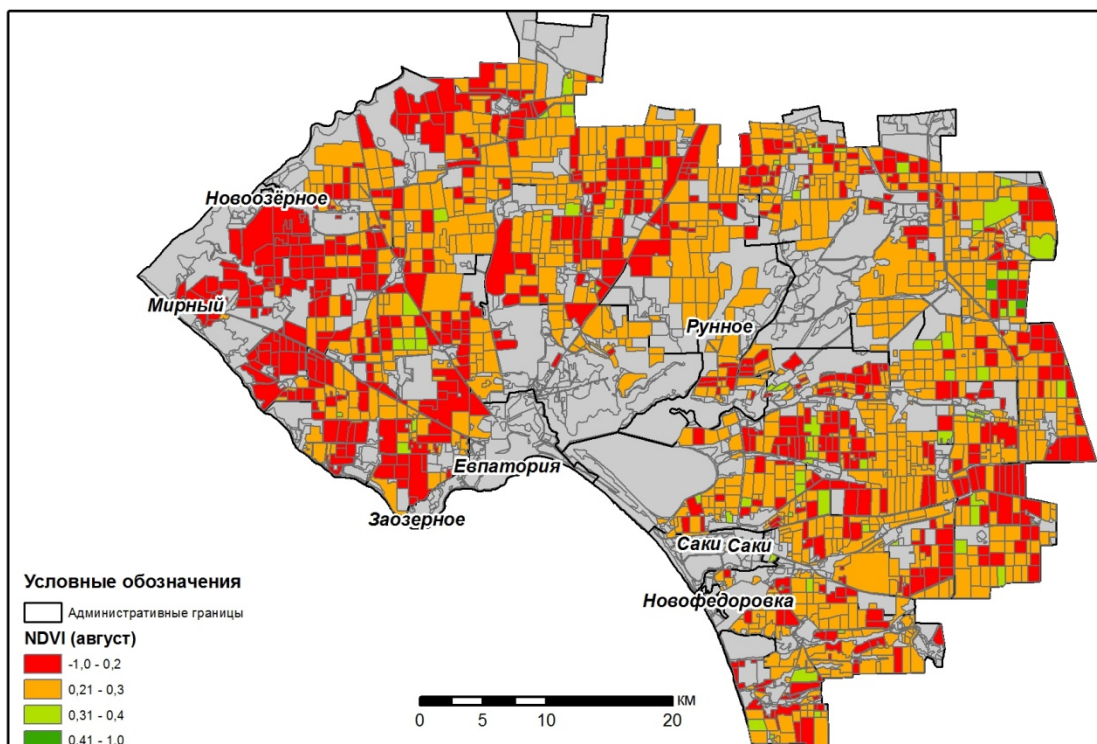 Новоозёрное
Мирный
Рунное
Евпатория
Заозерное
Саки Саки
Новофедоровка
Условные обозначения
Административные границы
NDVI (август)
-1,0 - 0,2
0,21 - 0,3
0,31 - 0,4
0,41 - 1,0
км
0 5 10 20